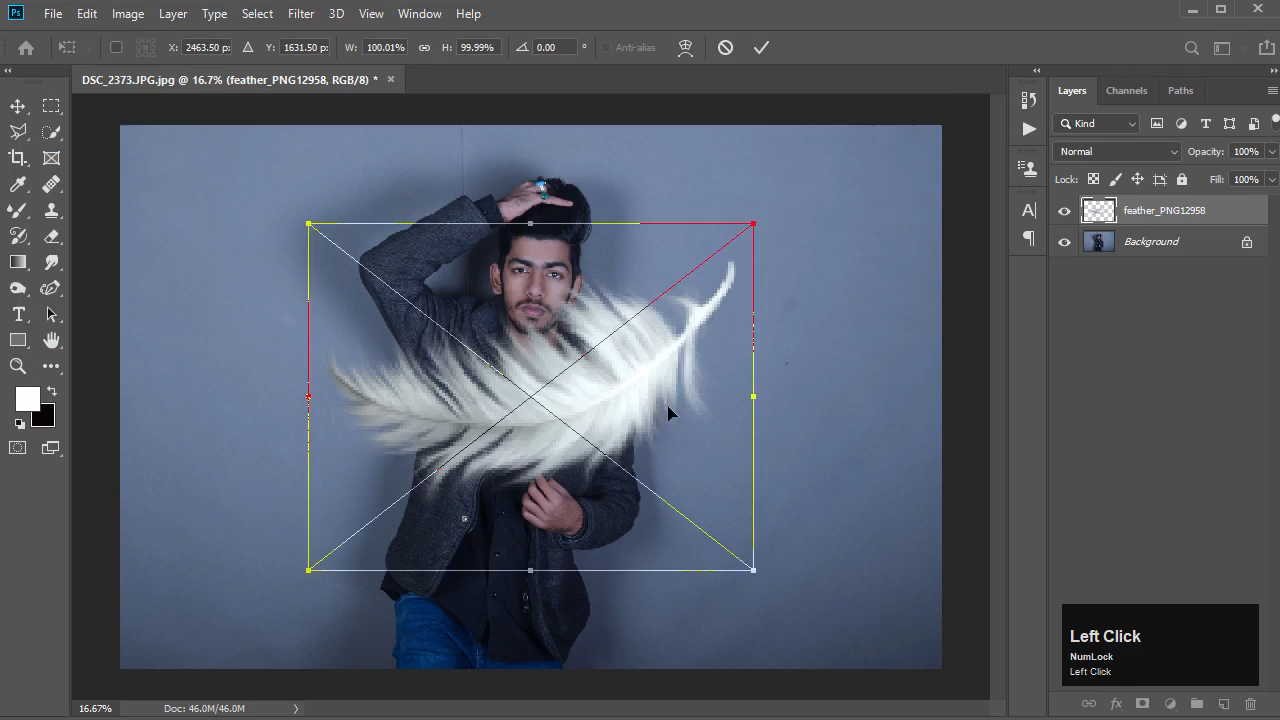 Ps File Edit Image Layer Type Select Filter 3D View Window Help
X: 2463.50 px Y: 1631.50 px W: 100.01% H: 99.99% 0.00 ° Anti-alias
DSC_2373.JPG.jpg @ 16.7% (feather_PNG12958, RGB/8) * ×
Layers Channels Paths
Kind
Normal Opacity: 100%
Lock: Fill: 100%
feather_PNG12958
Background
Left Click
NumLock
Left Click
16.67% Doc: 46.0M/46.0M